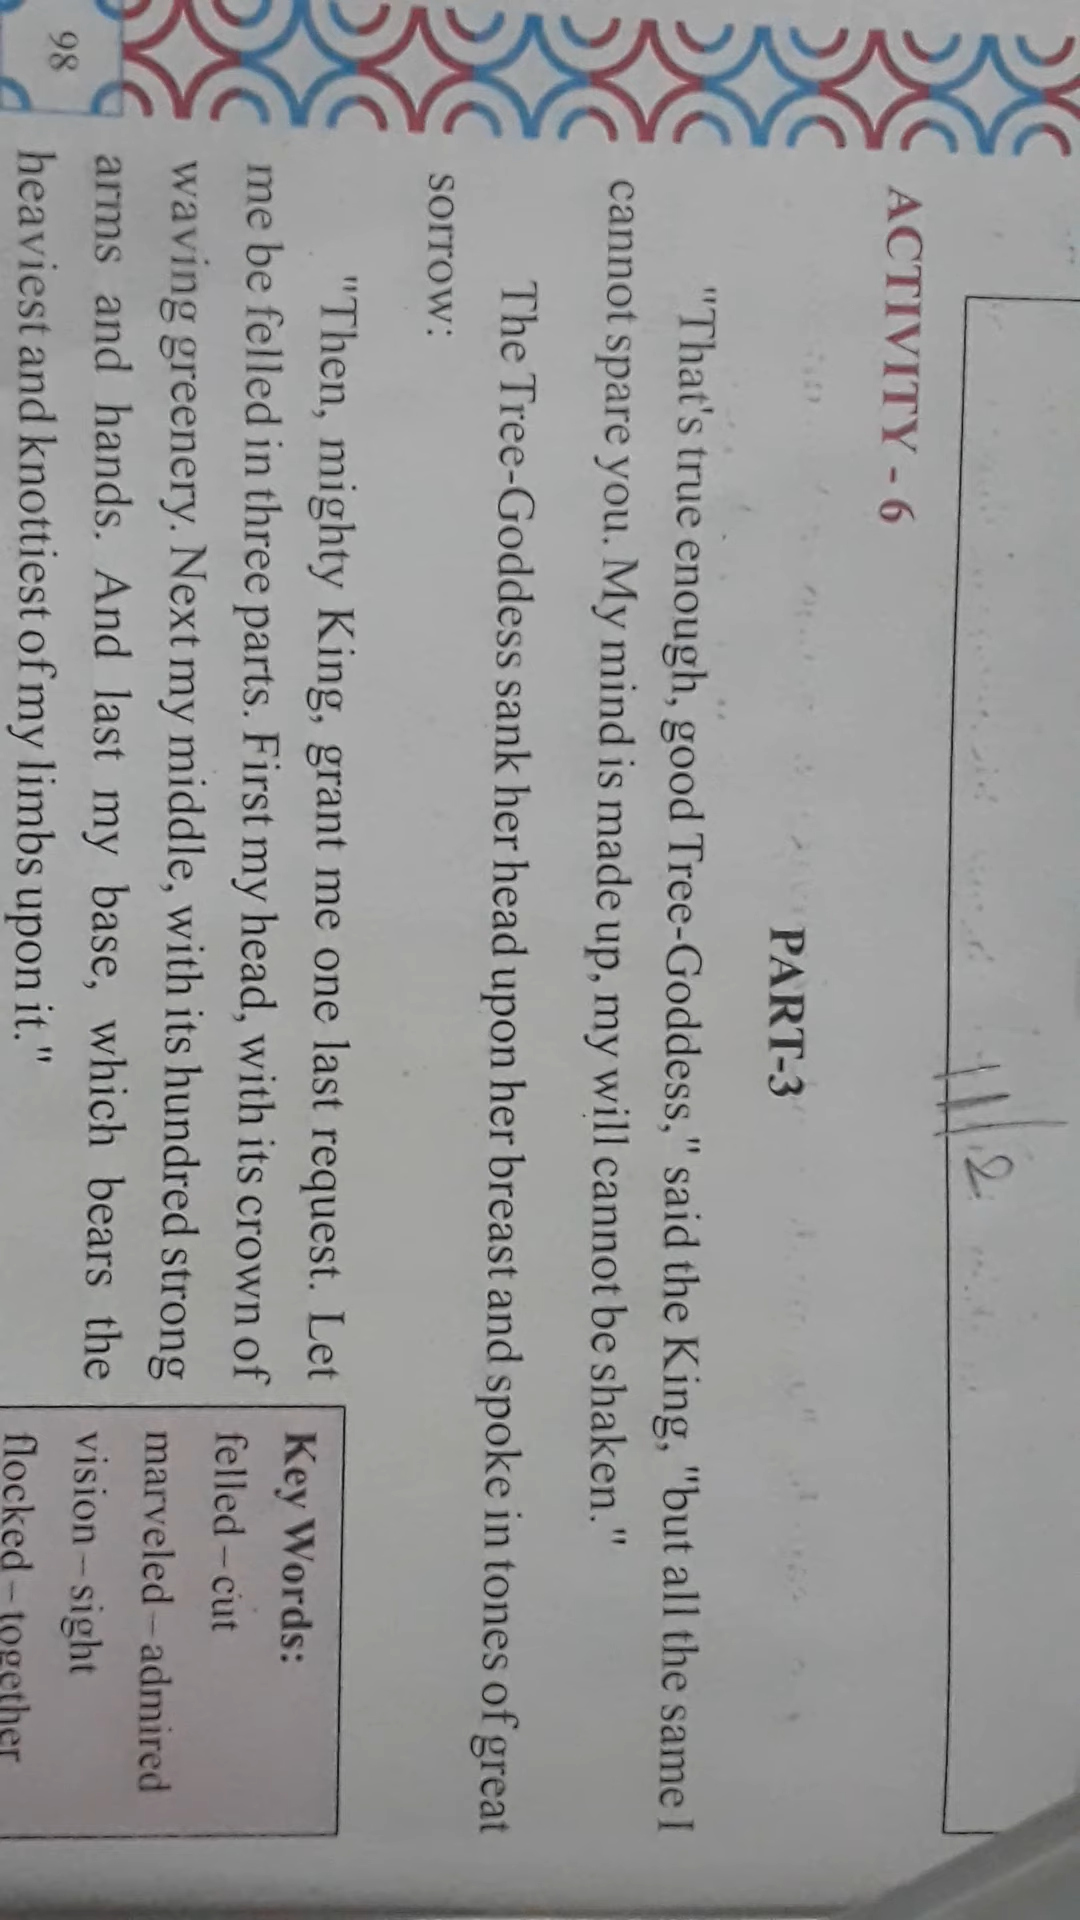 2
ACTIVITY - 6
PART-3
"That's true enough, good Tree-Goddess," said the King, "but all the same I
cannot spare you. My mind is made up, my will cannot be shaken."
The Tree-Goddess sank her head upon her breast and spoke in tones of great
sorrow:
"Then, mighty King, grant me one last request. Let
me be felled in three parts. First my head, with its crown of
waving greenery. Next my middle, with its hundred strong
arms and hands. And last my base, which bears the
heaviest and knottiest of my limbs upon it."
Key Words:
felled – cut
marveled – admired
vision – sight
flocked – together
98